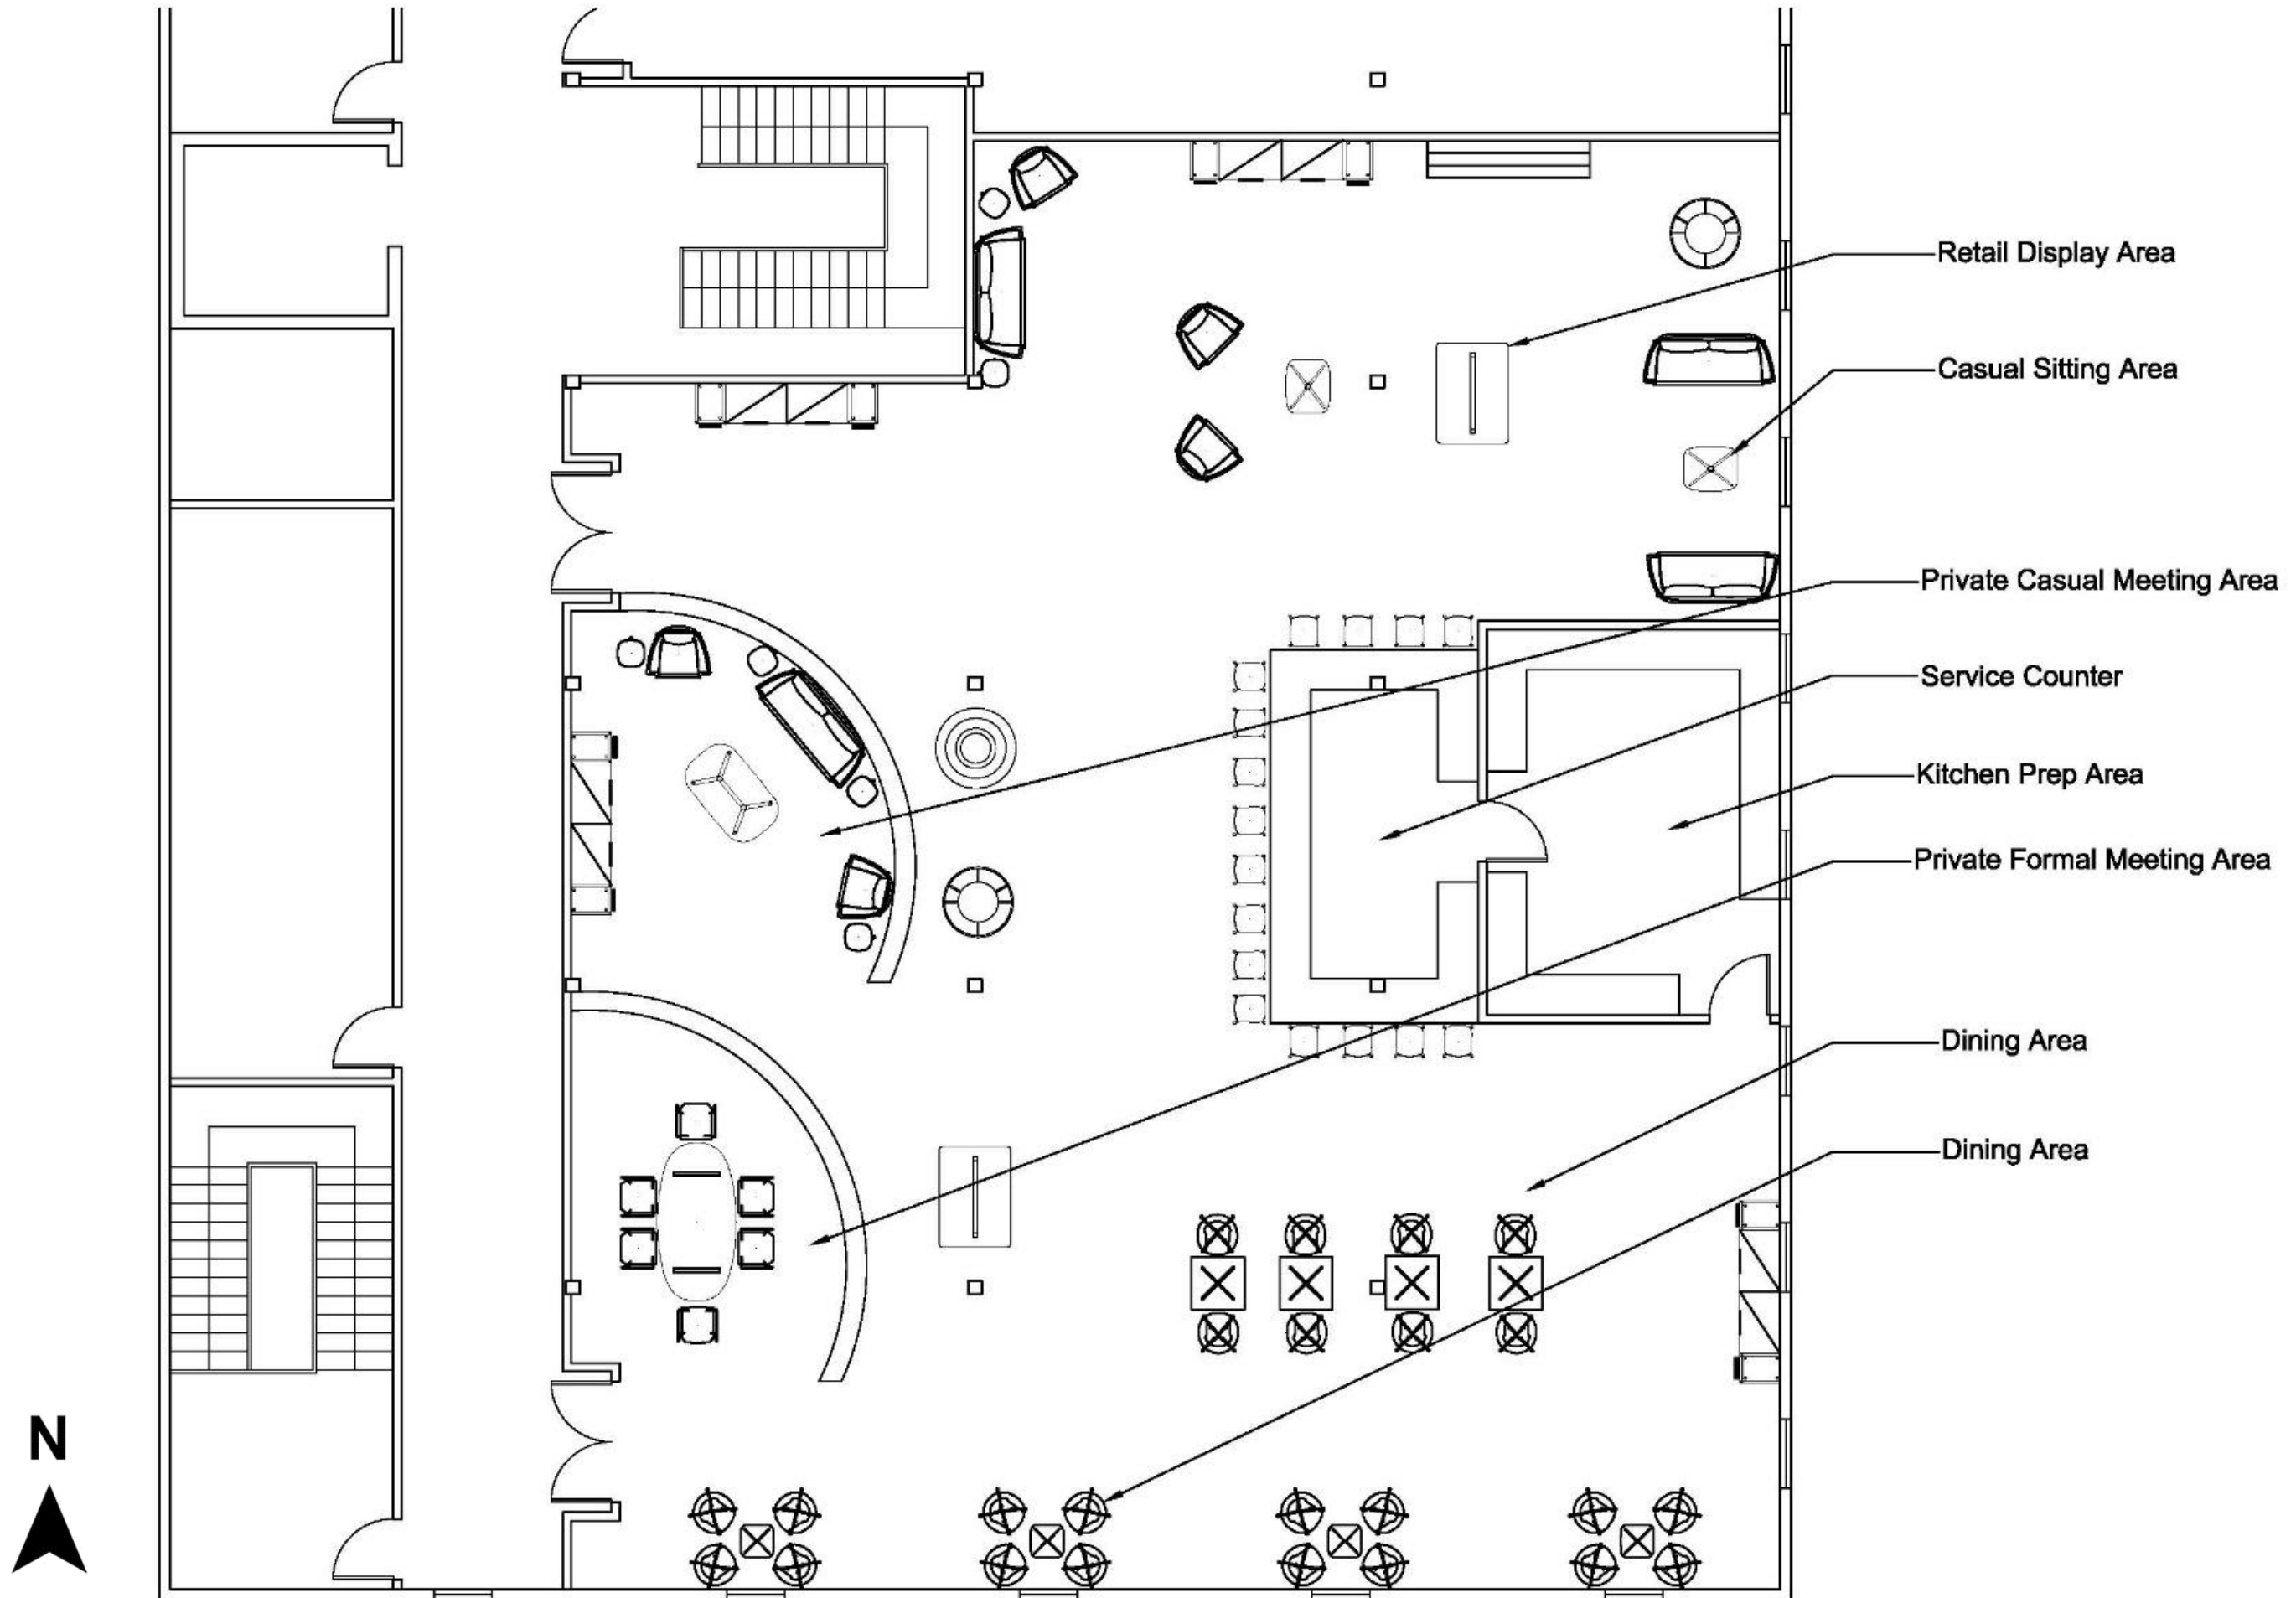 Retail Display Area
Casual Sitting Area
Private Casual Meeting Area
Service Counter
Kitchen Prep Area
Private Formal Meeting Area
Dining Area
Dining Area
N